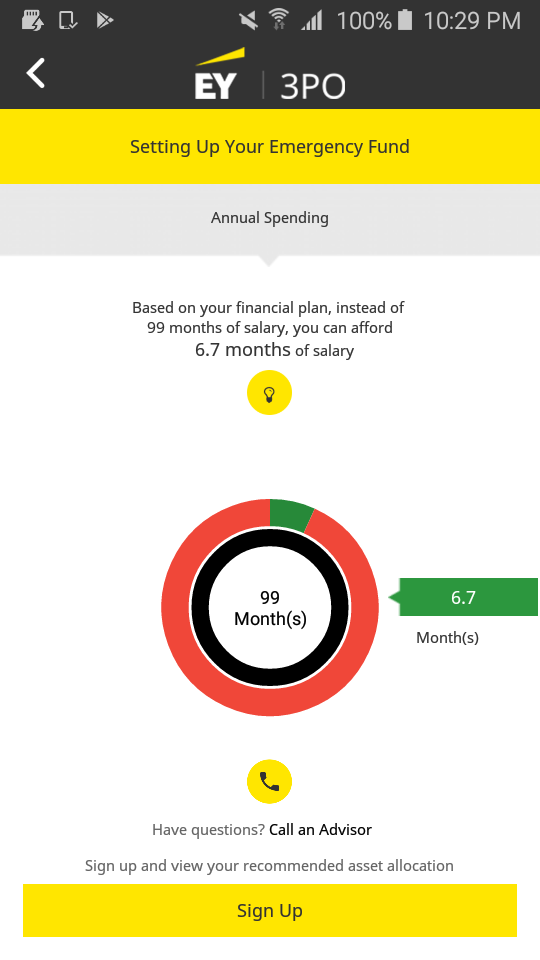 100% 10:29 PM
EY | 3PO
Setting Up Your Emergency Fund
Annual Spending
Based on your financial plan, instead of
99 months of salary, you can afford
6.7 months of salary
99
Month(s)
6.7
Month(s)
Have questions? Call an Advisor
Sign up and view your recommended asset allocation
Sign Up